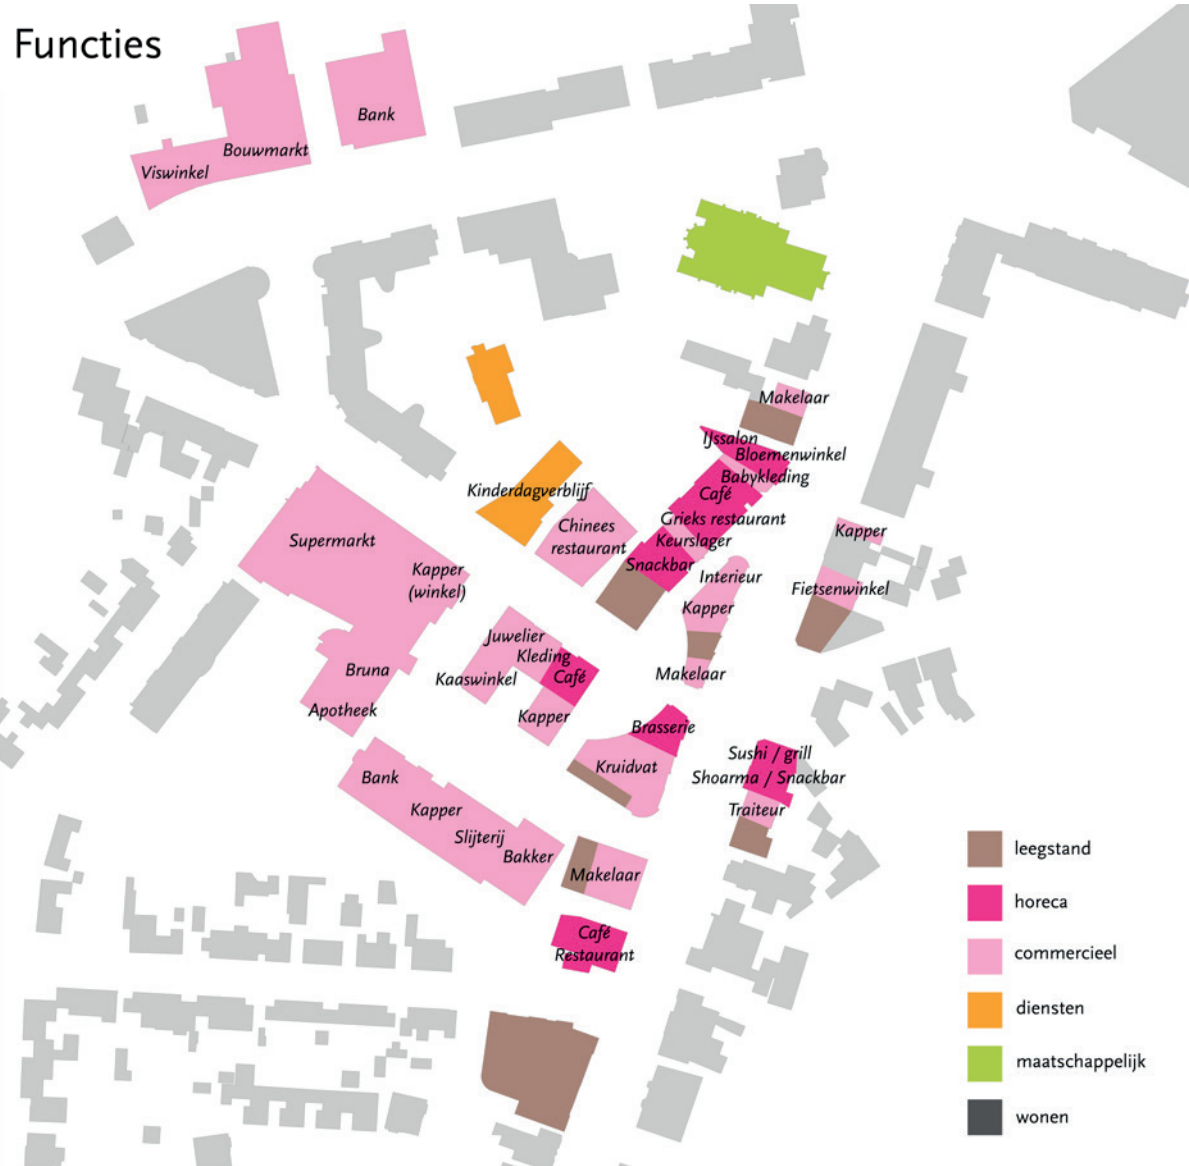 Functies
Bank
Bouwmarkt
Viswinkel
Makelaar
IJssalon
Bloemenwinkel
Babykleding
Café
Kinderdagverblijf
Grieks restaurant
Chinees
restaurant
Keurslager
Snackbar
Kapper
Supermarkt
Kapper
(winkel)
Interieur
Kapper
Fietsenwinkel
Juwelier
Kleding
Café
Kaaswinkel
Makelaar
Bruna
Apotheek
Kapper
Brasserie
Kruidvat
Sushi / grill
Shoarma / Snackbar
Traiteur
Bank
Kapper
Slijterij
Bakker
Makelaar
Café
Restaurant
leegstand
horeca
commercieel
diensten
maatschappelijk
wonen